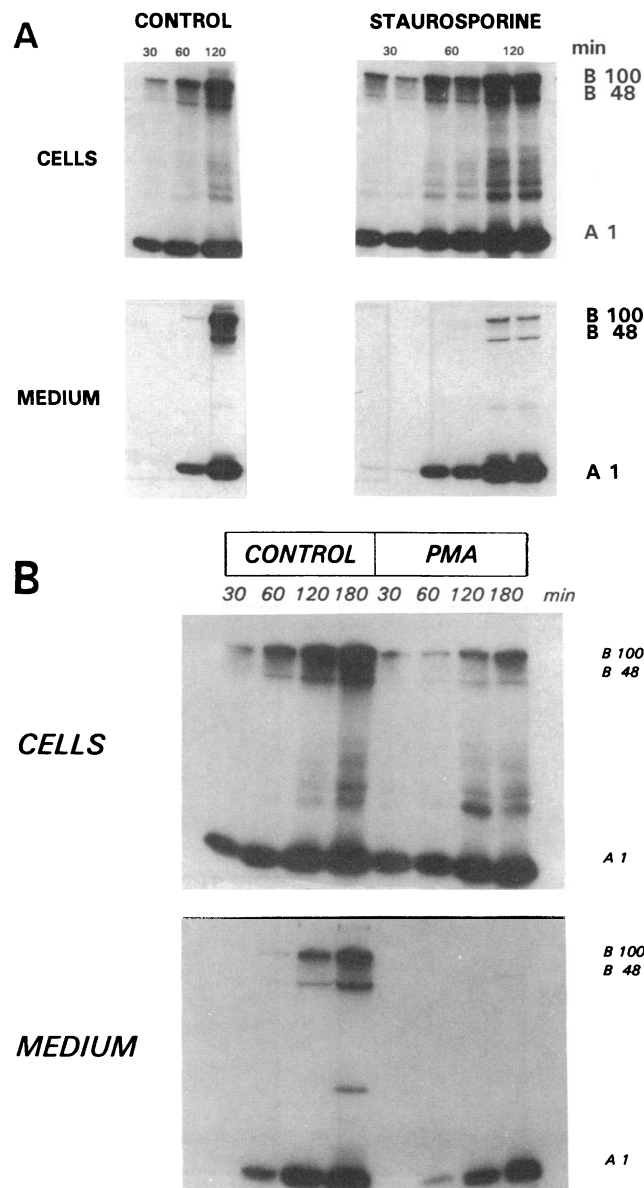 A
CONTROL
STAUROSPORINE
30 60 120
30 60 120
min
CELLS
B 100
B 48
A 1
MEDIUM
B 100
B 48
A 1
B
CONTROL PMA
30 60 120 180 30 60 120 180 min
CELLS
B 100
B 48
A 1
MEDIUM
B 100
B 48
A 1